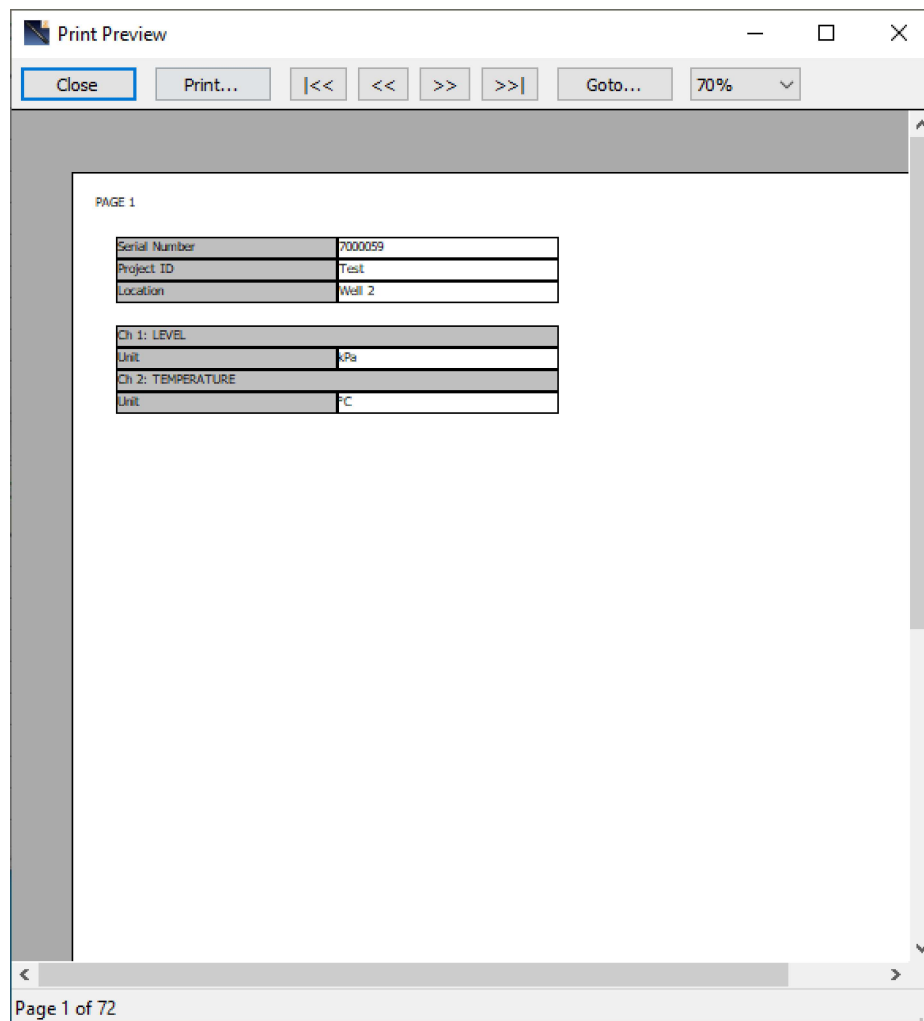 Print Preview
Close Print... |<< << >> >>| Goto... 70%
PAGE 1
Serial Number 7000059
Project ID Test
Location Well 2
Ch 1: LEVEL
Unit kPa
Ch 2: TEMPERATURE
Unit °C
Page 1 of 72